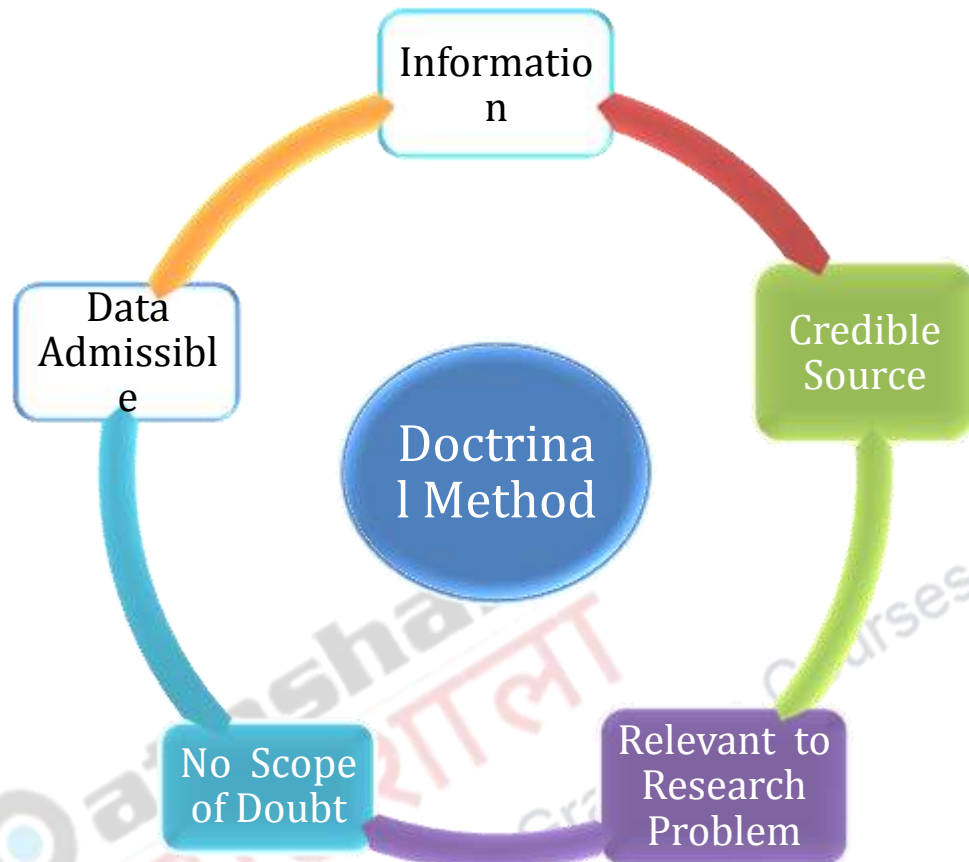 Informatio
n
Credible
Source
Relevant to
Research
Problem
No Scope
of Doubt
Data
Admissibl
e
Doctrina
l Method
शाला